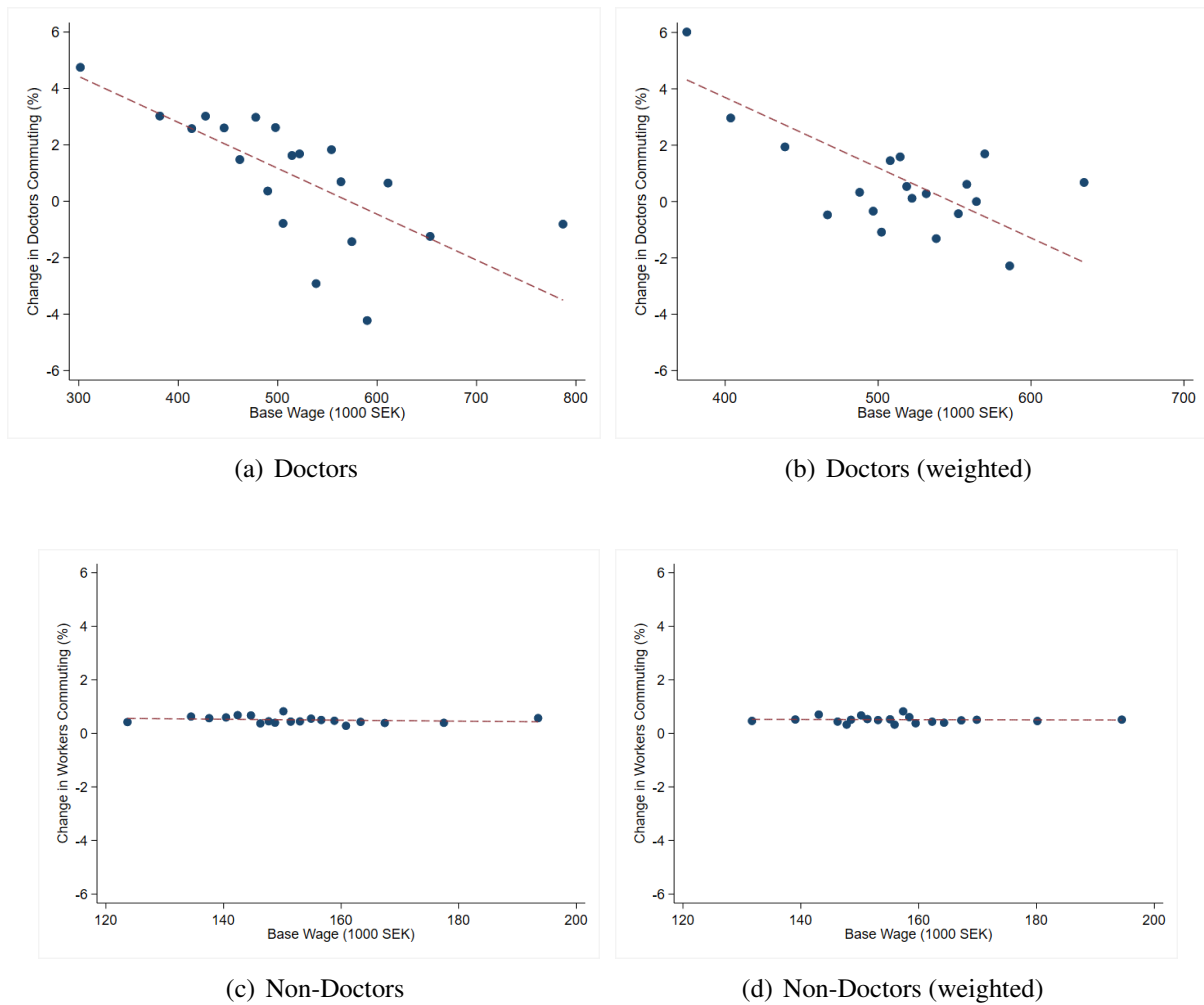 6
4
2
0
-2
-4
-6
Change in Doctors Commuting (%)
300 400 500 600 700 800
Base Wage (1000 SEK)
(a) Doctors
6
4
2
0
-2
-4
-6
Change in Doctors Commuting (%)
400 500 600 700
Base Wage (1000 SEK)
(b) Doctors (weighted)
6
4
2
0
-2
-4
-6
Change in Workers Commuting (%)
120 140 160 180 200
Base Wage (1000 SEK)
(c) Non-Doctors
6
4
2
0
-2
-4
-6
Change in Workers Commuting (%)
120 140 160 180 200
Base Wage (1000 SEK)
(d) Non-Doctors (weighted)